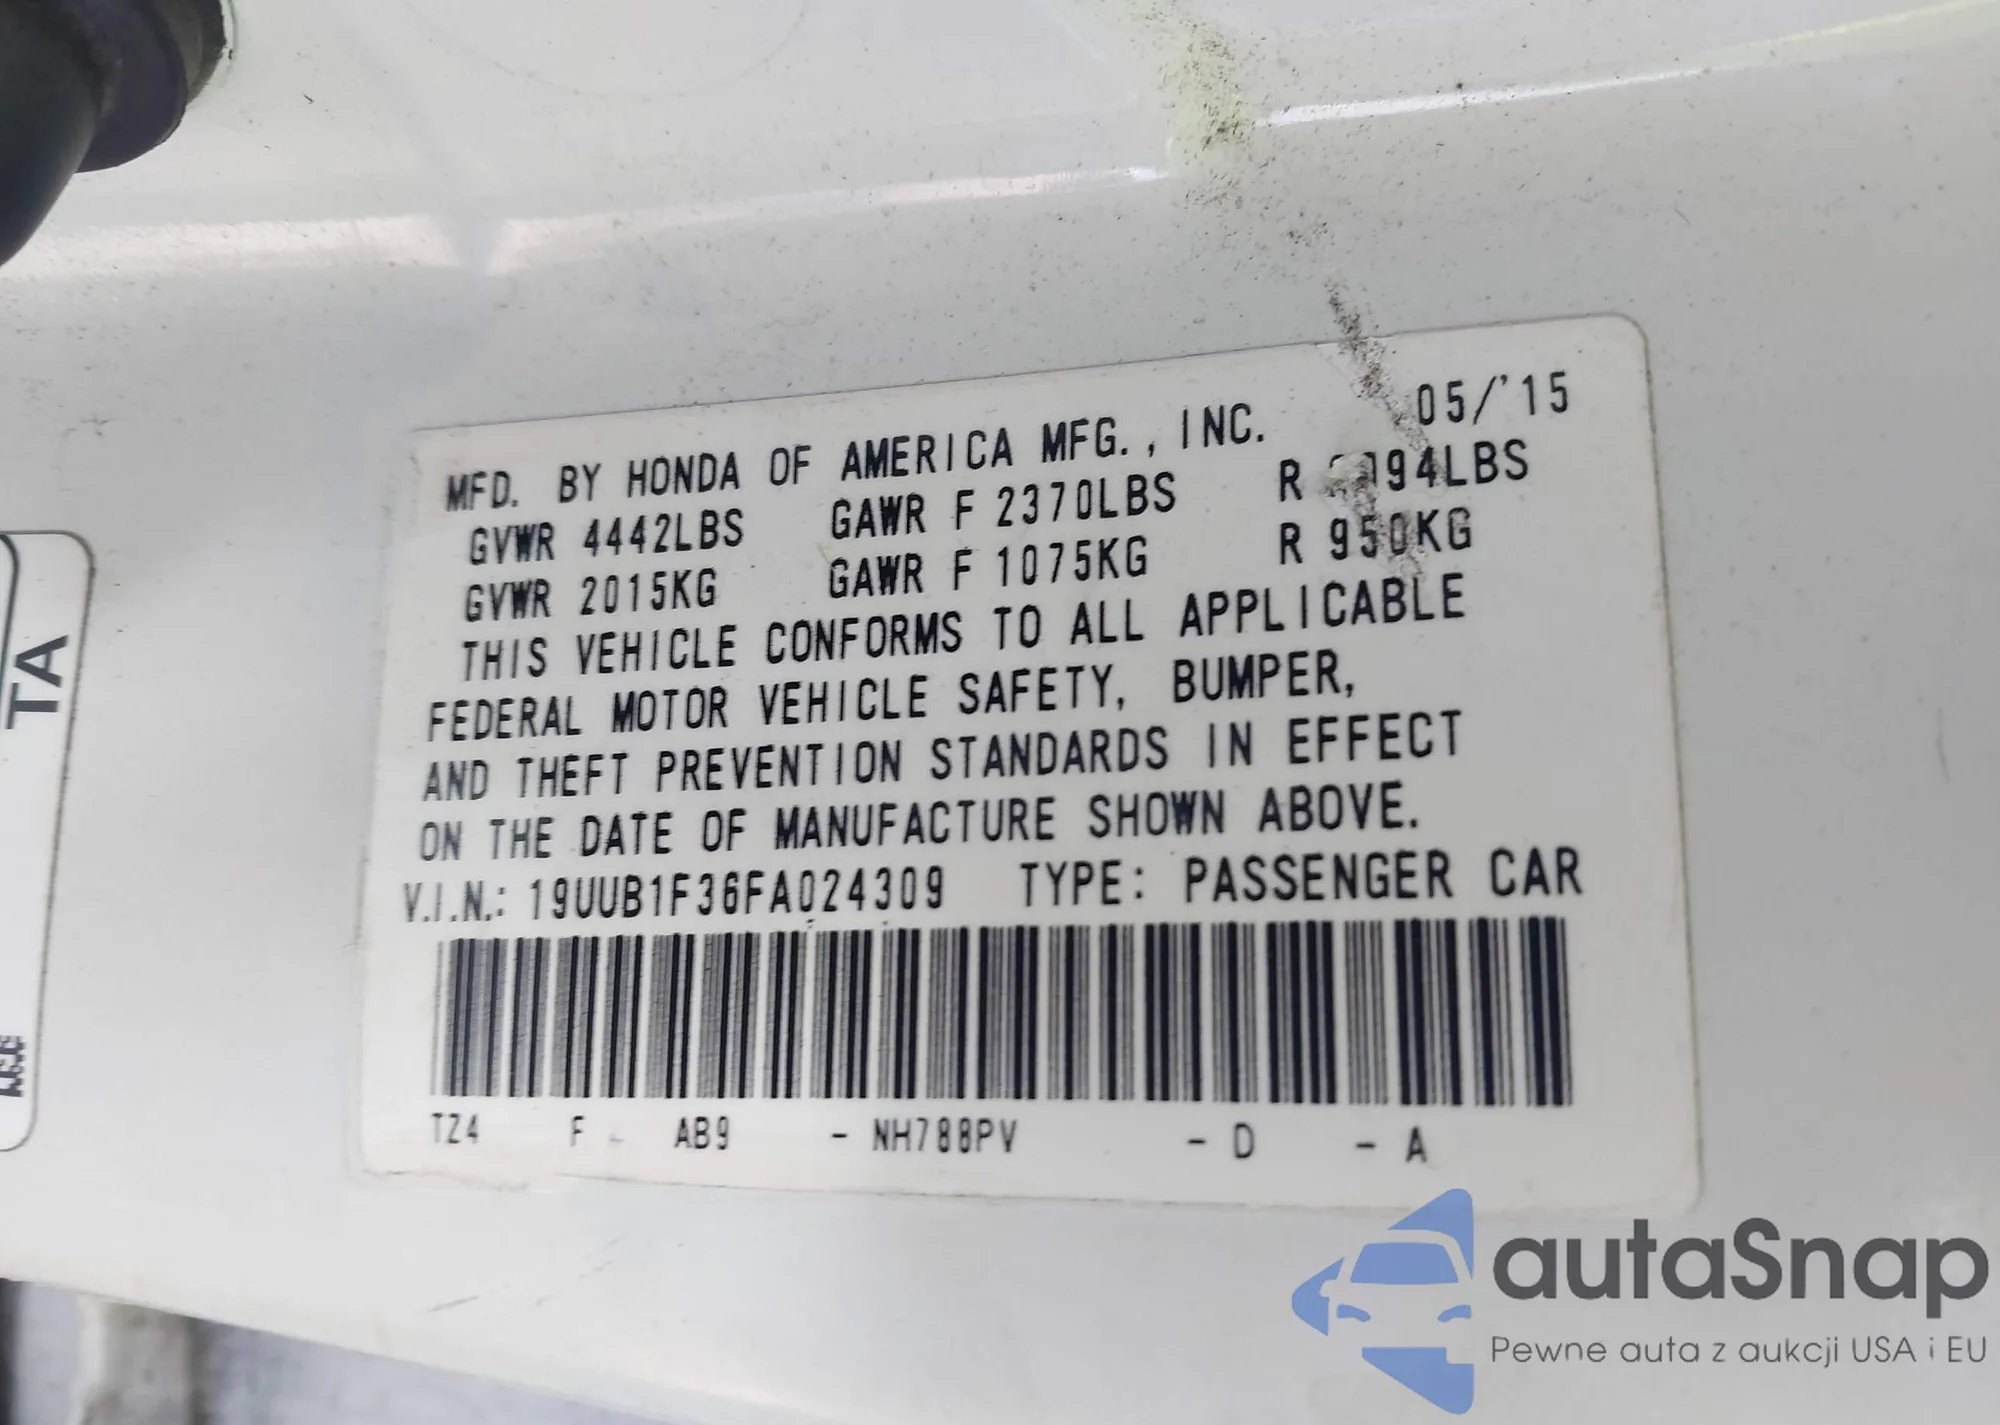 MFD. BY HONDA OF AMERICA MFG., INC. 05/'15
GVWR 4442LBS GAWR F 2370LBS R
GVWR 2015KG GAWR F 1075KG R 950KG
THIS VEHICLE CONFORMS TO ALL APPLICABLE
FEDERAL MOTOR VEHICLE SAFETY, BUMPER,
AND THEFT PREVENTION STANDARDS IN EFFECT
ON THE DATE OF MANUFACTURE SHOWN ABOVE.
V.I.N.: 19UUB1F36FA024309 TYPE: PASSENGER CAR
TZ4 F - AB9 - NH788PV - D - A
TA
autaSnap
Pewne auta z aukcji USA i EU